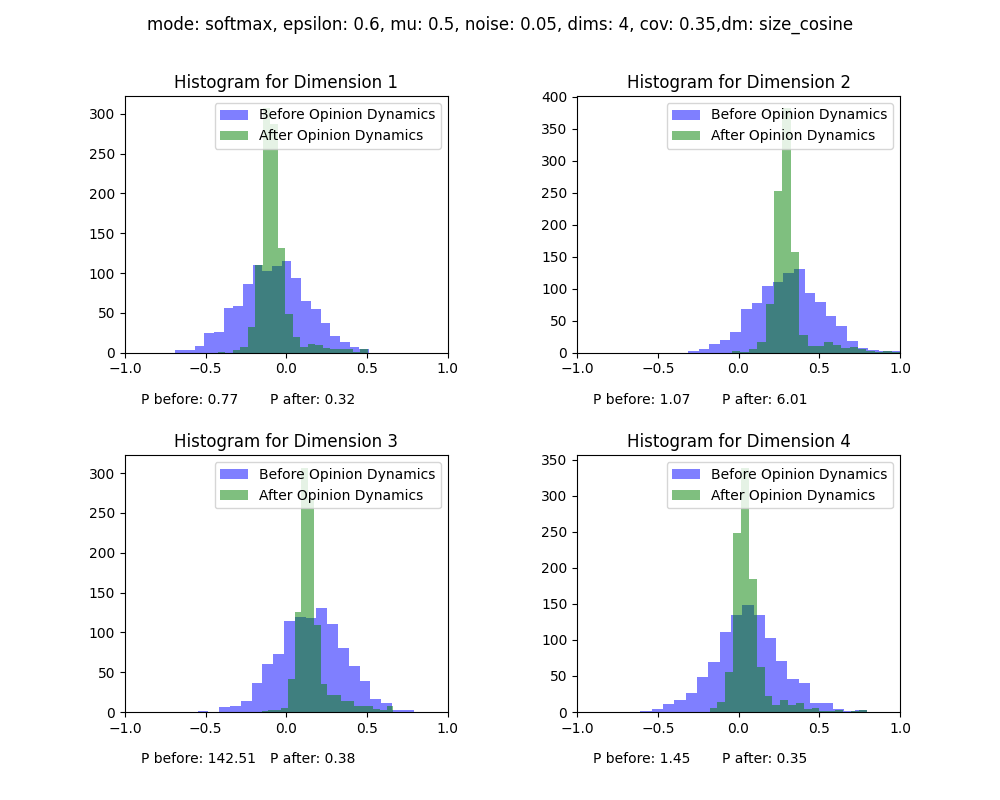 mode: softmax, epsilon: 0.6, mu: 0.5, noise: 0.05, dims: 4, cov: 0.35,dm: size_cosine
Histogram for Dimension 1
Before Opinion Dynamics
After Opinion Dynamics
300
250
200
150
100
50
0
−1.0 −0.5 0.0 0.5 1.0
P before: 0.77 P after: 0.32
Histogram for Dimension 2
Before Opinion Dynamics
After Opinion Dynamics
400
350
300
250
200
150
100
50
0
−1.0 −0.5 0.0 0.5 1.0
P before: 1.07 P after: 6.01
Histogram for Dimension 3
Before Opinion Dynamics
After Opinion Dynamics
300
250
200
150
100
50
0
−1.0 −0.5 0.0 0.5 1.0
P before: 142.51 P after: 0.38
Histogram for Dimension 4
Before Opinion Dynamics
After Opinion Dynamics
350
300
250
200
150
100
50
0
−1.0 −0.5 0.0 0.5 1.0
P before: 1.45 P after: 0.35